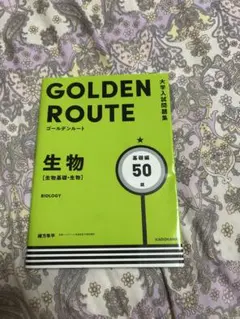 GOLDEN
ROUTE
ゴールデンルート
大学入試問題集
生物
[生物基礎・生物]
BIOLOGY
基礎編
50
題
KADOKAWA